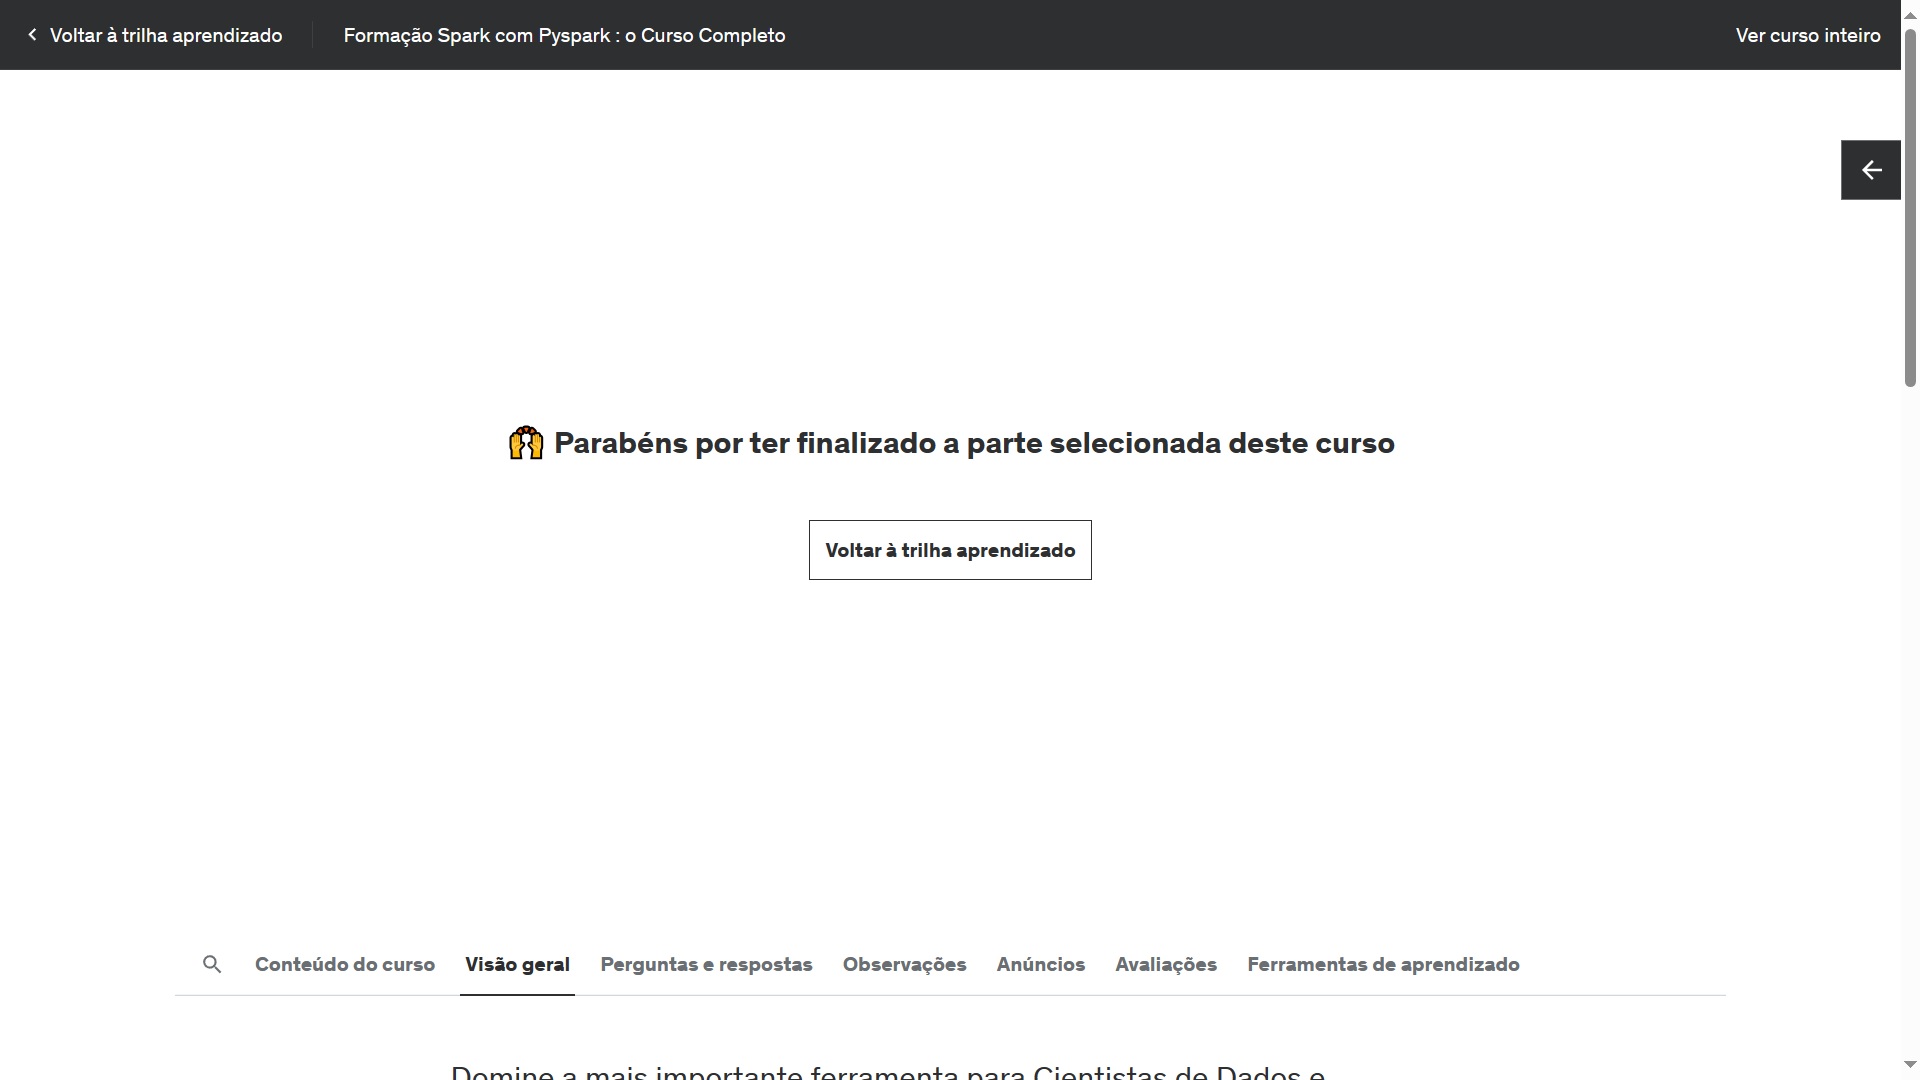 Voltar à trilha aprendizado
Formação Spark com Pyspark : o Curso Completo
Ver curso inteiro
Parabéns por ter finalizado a parte selecionada deste curso
Voltar à trilha aprendizado
Conteúdo do curso
Visão geral
Perguntas e respostas
Observações
Anúncios
Avaliações
Ferramentas de aprendizado
Domine a mais importante ferramenta para Cientistas de Dados e